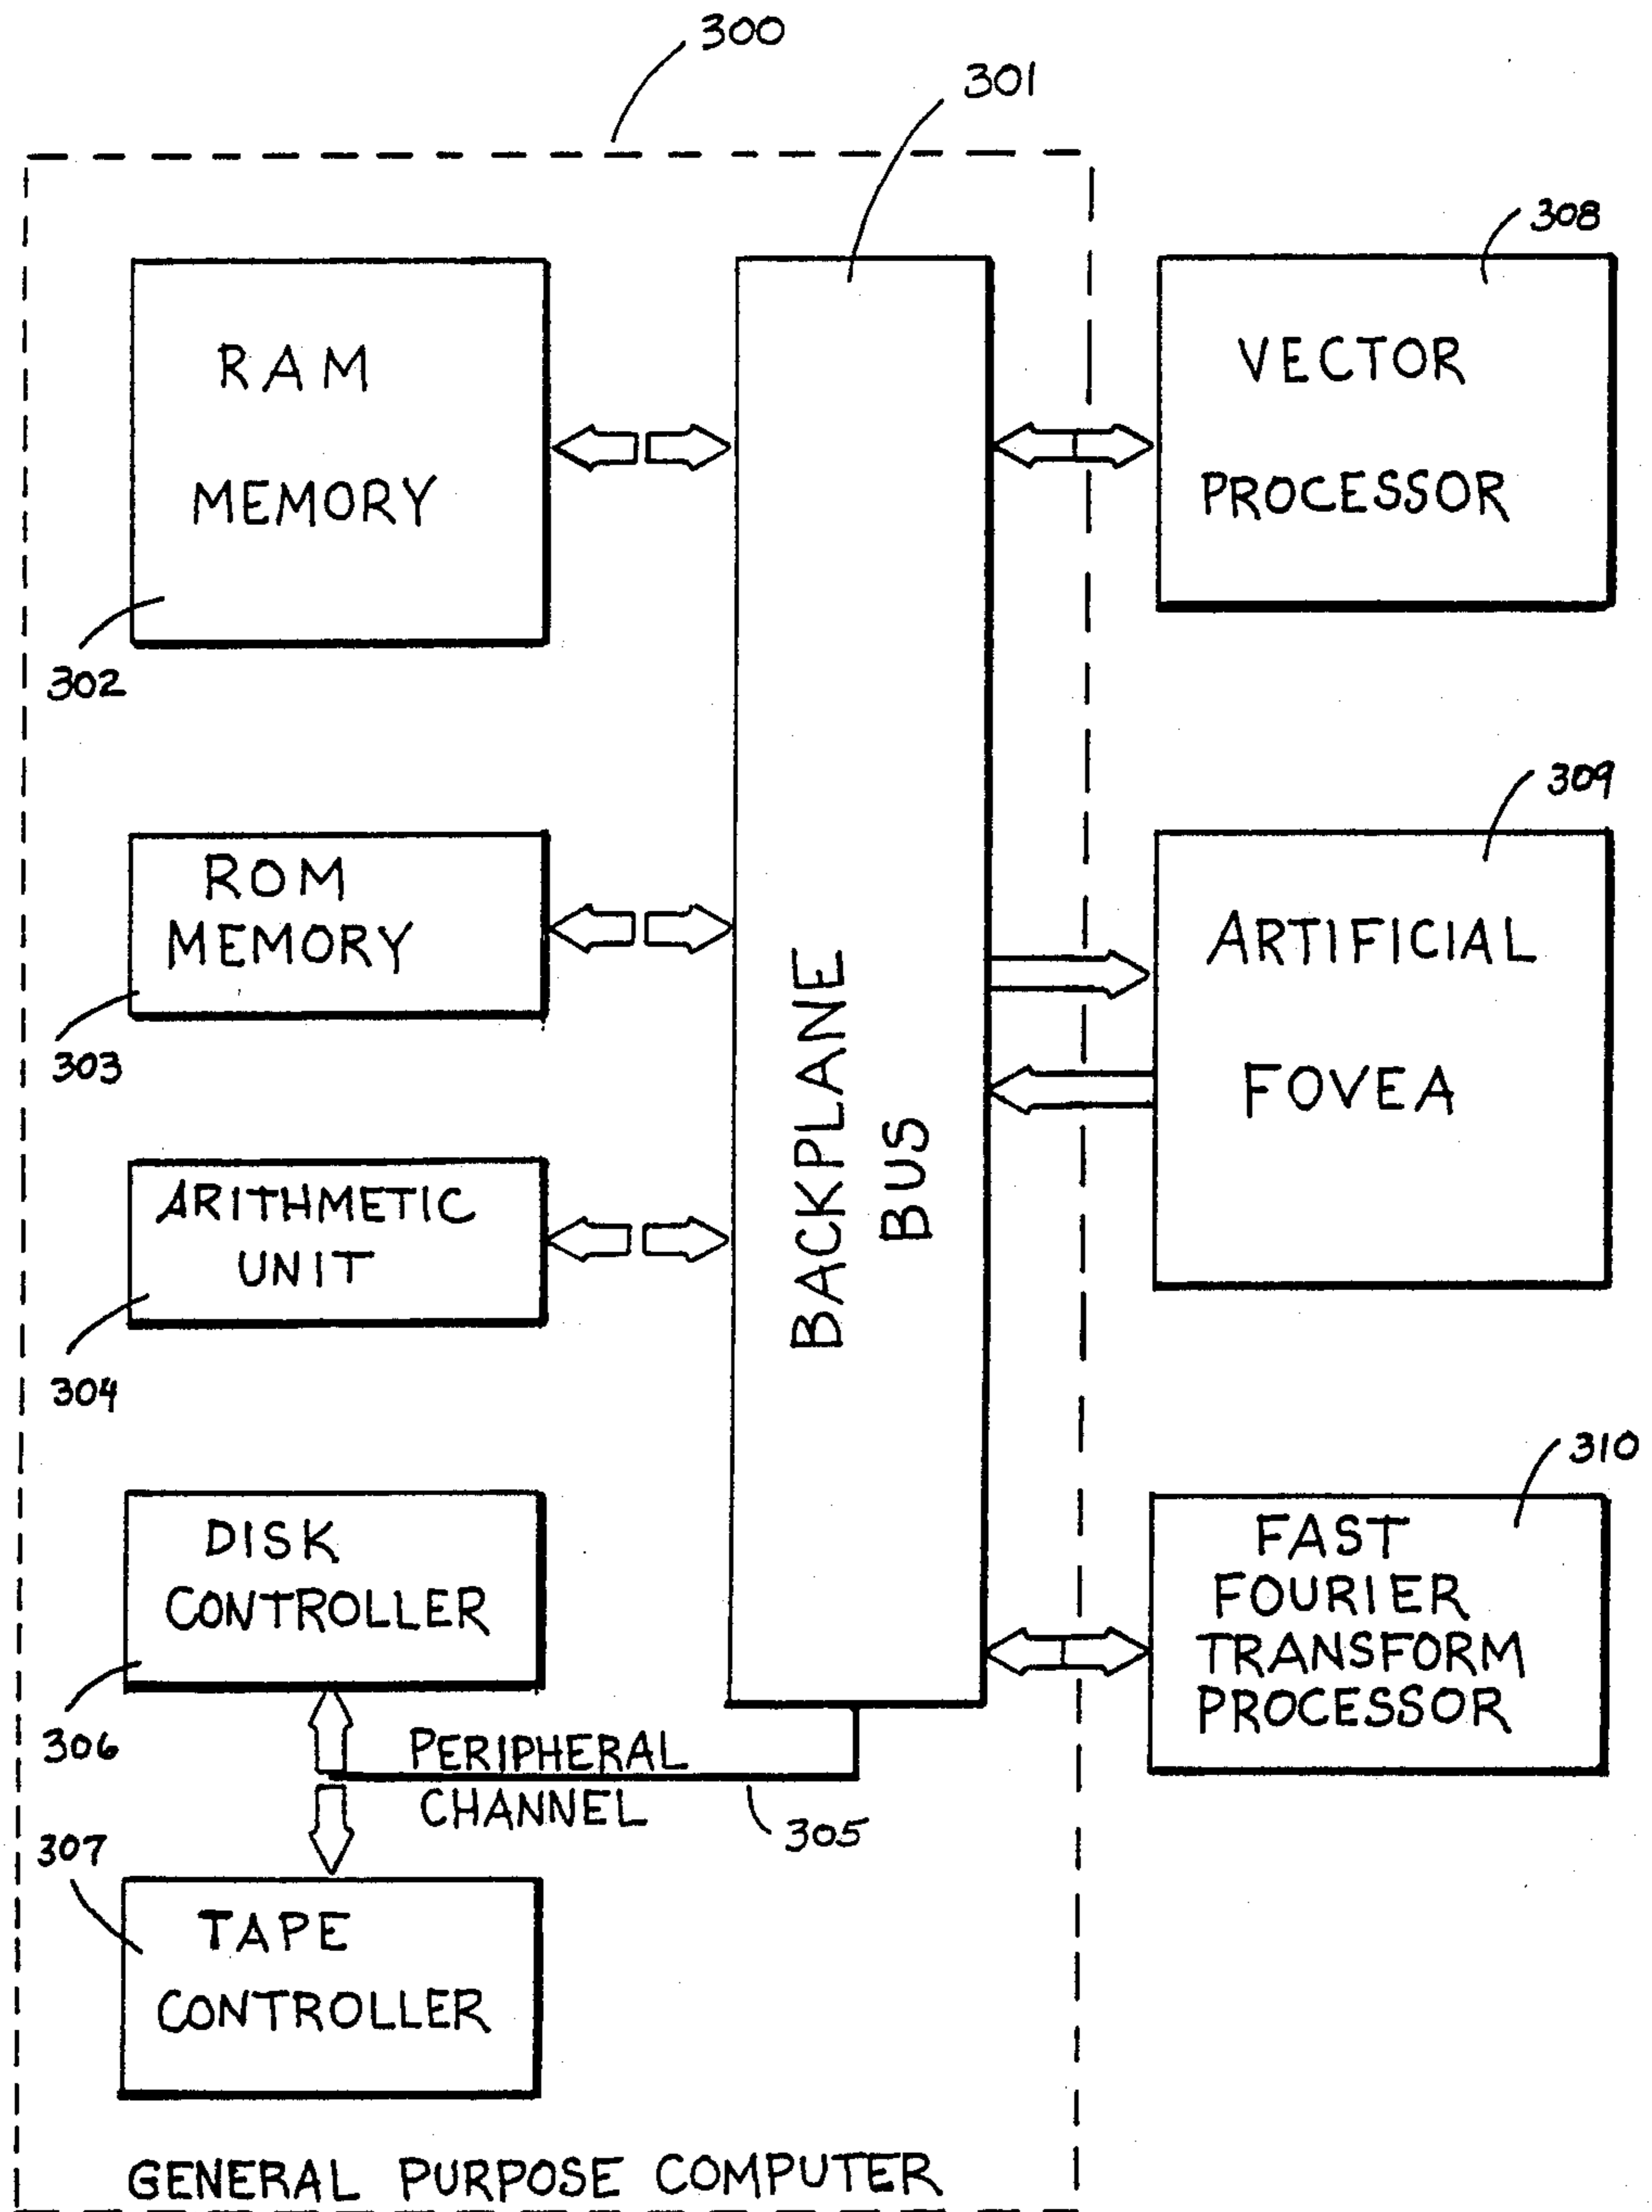 300
301
308
RAM
MEMORY
302
VECTOR
PROCESSOR
309
ROM
MEMORY
303
BACKPLANE
BUS
ARTIFICIAL
FOVEA
ARITHMETIC
UNIT
304
310
DISK
CONTROLLER
306
FAST
FOURIER
TRANSFORM
PROCESSOR
PERIPHERAL
CHANNEL
305
307
TAPE
CONTROLLER
GENERAL PURPOSE COMPUTER